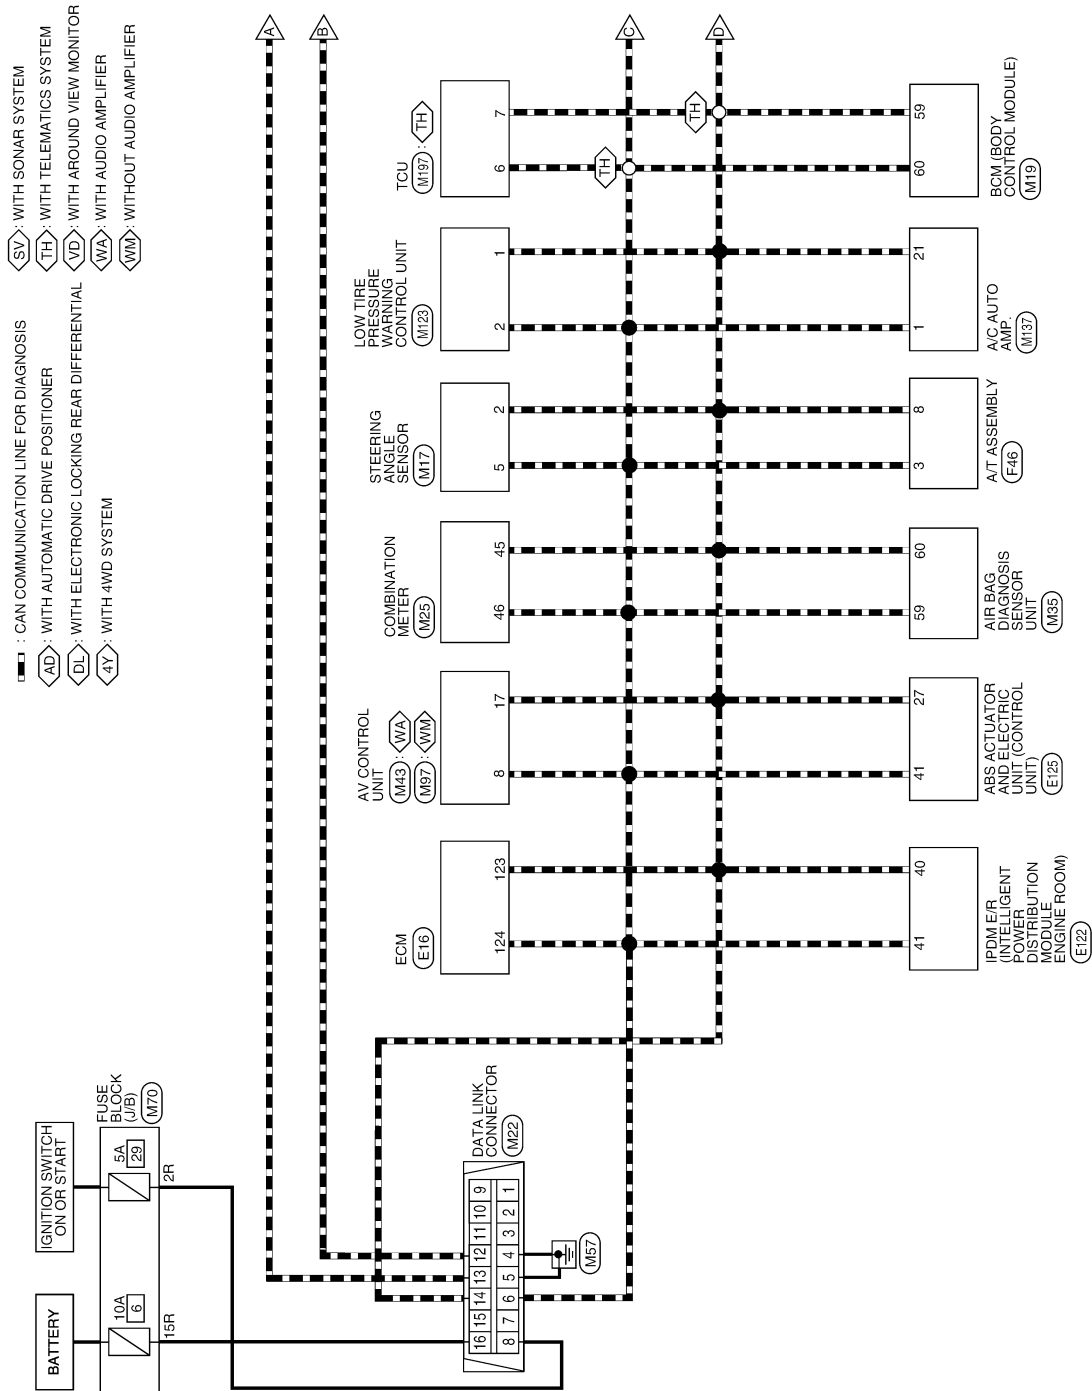 : CAN COMMUNICATION LINE FOR DIAGNOSIS
AD : WITH AUTOMATIC DRIVE POSITIONER
DL : WITH ELECTRONIC LOCKING REAR DIFFERENTIAL
4Y : WITH 4WD SYSTEM
SV : WITH SONAR SYSTEM
TH : WITH TELEMATICS SYSTEM
VD : WITH AROUND VIEW MONITOR
WA : WITH AUDIO AMPLIFIER
WM : WITHOUT AUDIO AMPLIFIER
BATTERY
IGNITION SWITCH
ON OR START
10A
6
5A
29
FUSE
BLOCK
(J/B)
M70
15R
2R
A
B
C
D
DATA LINK
CONNECTOR
M22
16 15 14 13 12 11 10 9
8 7 6 5 4 3 2 1
M57
ECM
E16
124 123
AV CONTROL
UNIT
M43 : WA
M97 : WM
8 17
COMBINATION
METER
M25
46 45
STEERING
ANGLE
SENSOR
M17
5 2
LOW TIRE
PRESSURE
WARNING
CONTROL UNIT
M123
2 1
TCU
M197 : TH
6 7
TH
TH
41 40
IPDM E/R
(INTELLIGENT
POWER
DISTRIBUTION
MODULE
ENGINE ROOM)
E122
41 27
ABS ACTUATOR
AND ELECTRIC
UNIT (CONTROL
UNIT)
E125
59 60
AIR BAG
DIAGNOSIS
SENSOR
UNIT
M35
3 8
A/T ASSEMBLY
F46
1 21
A/C AUTO
AMP.
M137
60 59
BCM (BODY
CONTROL MODULE)
M19